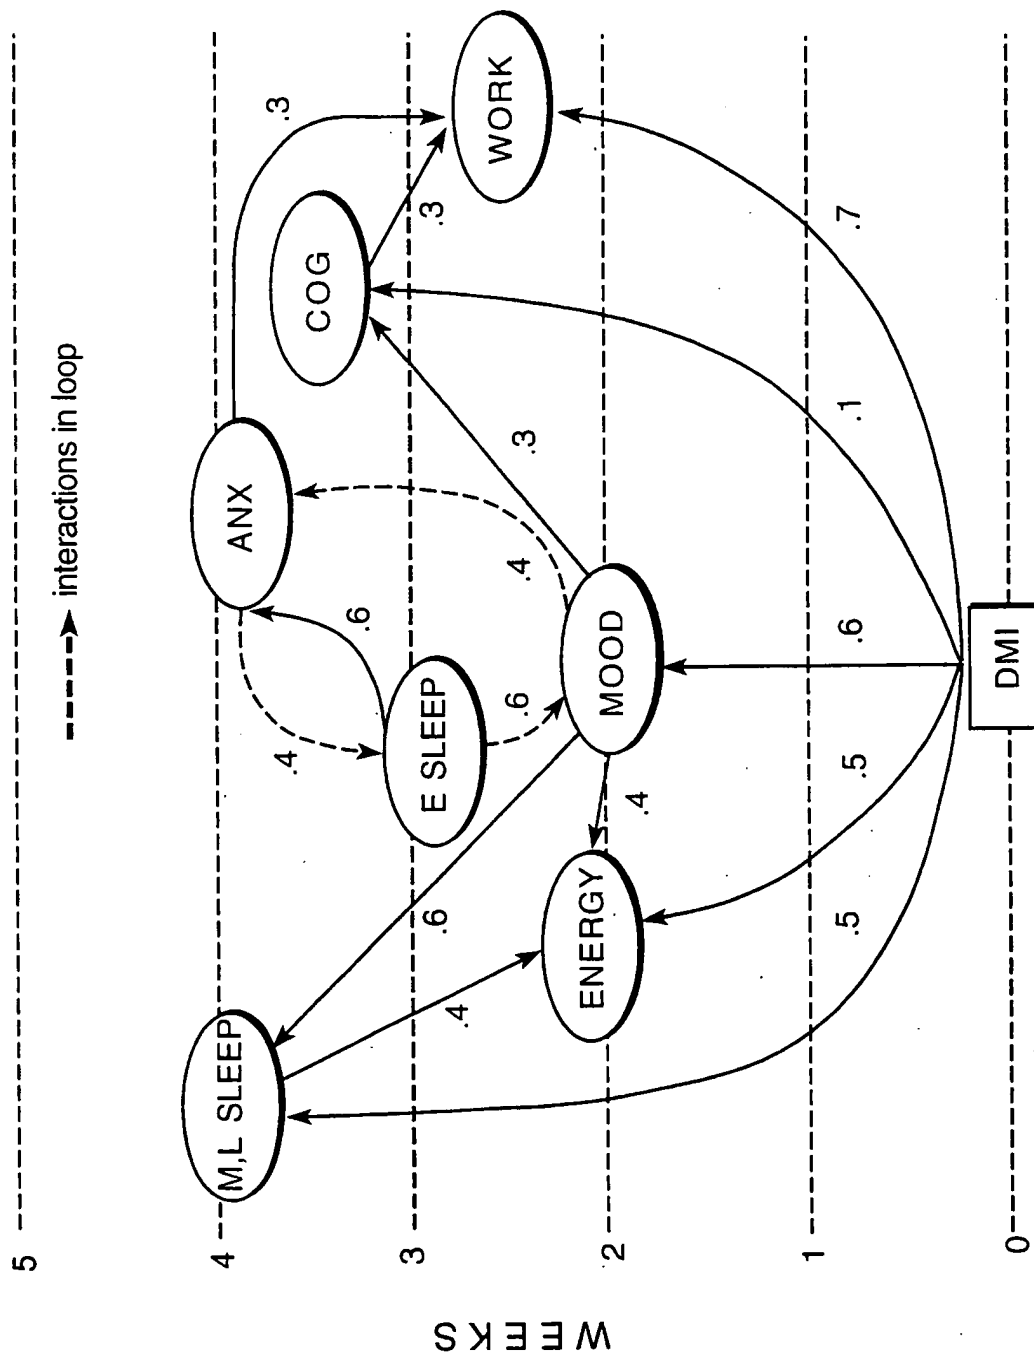 5
interactions in loop
4
3
2
1
0
WEEKS
M,L SLEEP
ANX
COG
WORK
E SLEEP
MOOD
ENERGY
DMI
.3
.3
.3
.4
.6
.4
.6
.6
.4
.4
.7
.1
.6
.5
.5